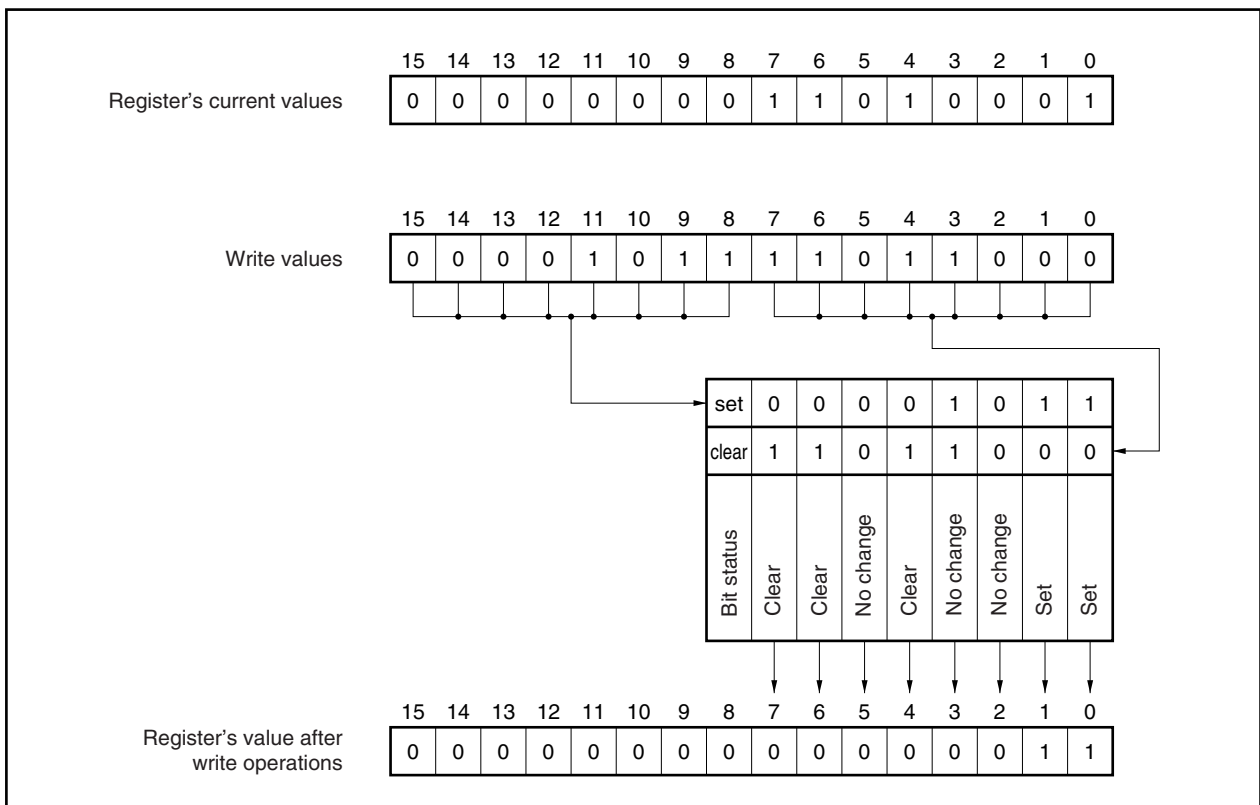 15 14 13 12 11 10 9 8 7 6 5 4 3 2 1 0
Register's current values 0 0 0 0 0 0 0 0 1 1 0 1 0 0 0 1
15 14 13 12 11 10 9 8 7 6 5 4 3 2 1 0
Write values 0 0 0 0 1 0 1 1 1 1 0 1 1 0 0 0
set 0 0 0 0 1 0 1 1
clear 1 1 0 1 1 0 0 0
Bit status Clear Clear No change Clear No change No change Set Set
15 14 13 12 11 10 9 8 7 6 5 4 3 2 1 0
Register's value after
write operations 0 0 0 0 0 0 0 0 0 0 0 0 0 0 1 1